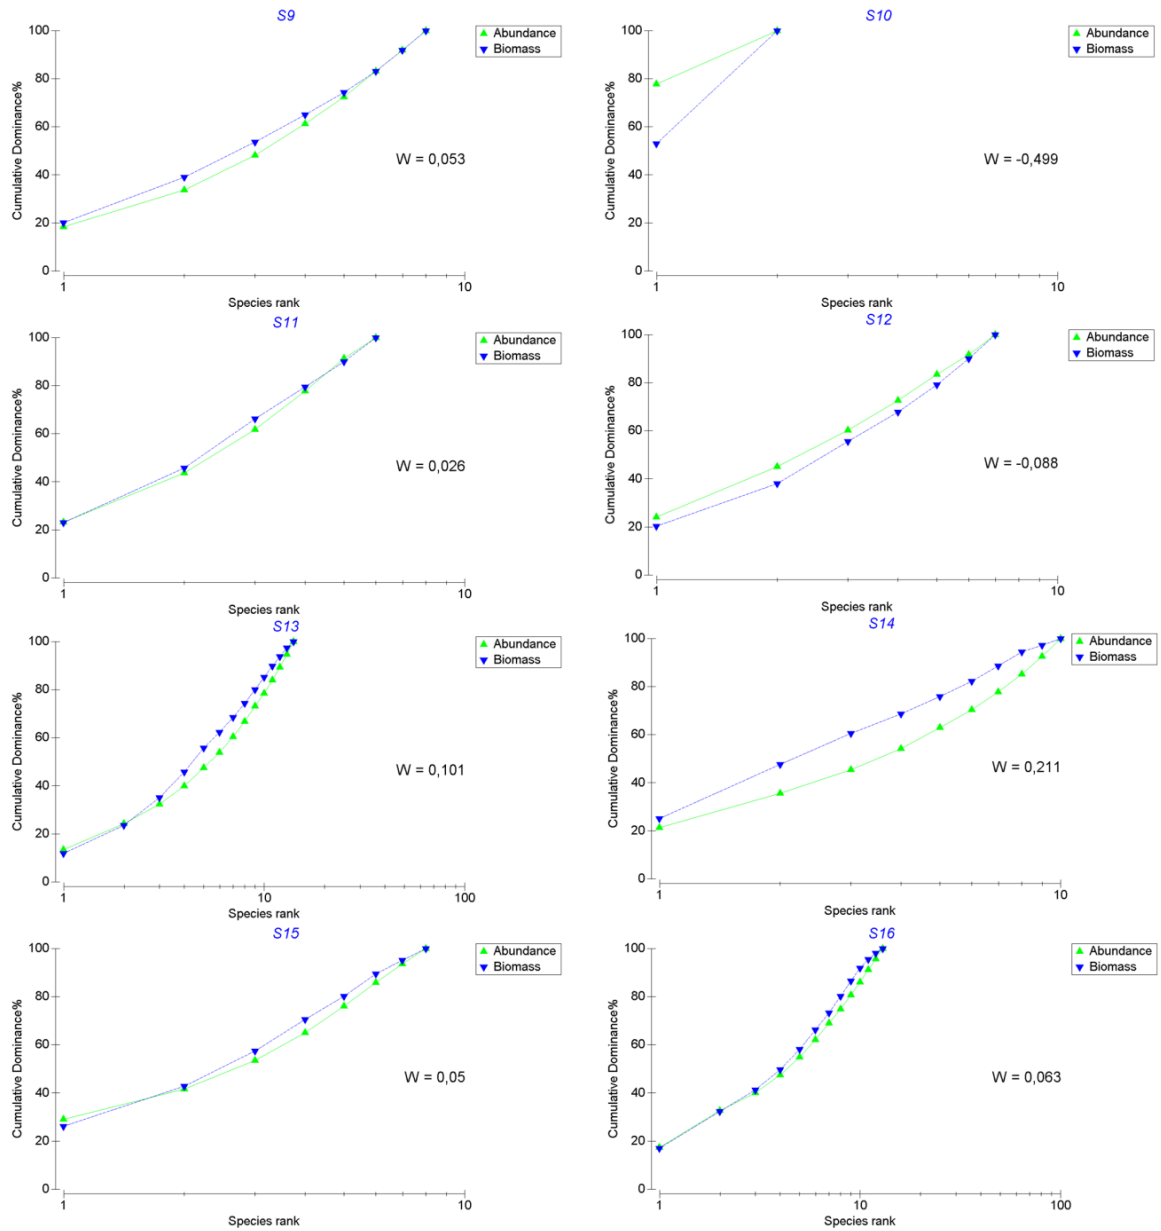 S9
100
80
60
40
20
0
Cumulative Dominance%
Abundance
Biomass
W = 0,053
1
10
Species rank
S10
100
80
60
40
20
0
Cumulative Dominance%
Abundance
Biomass
W = -0,499
1
10
Species rank
S11
100
80
60
40
20
0
Cumulative Dominance%
Abundance
Biomass
W = 0,026
1
10
Species rank
S12
100
80
60
40
20
0
Cumulative Dominance%
Abundance
Biomass
W = -0,088
1
10
Species rank
S13
100
80
60
40
20
0
Cumulative Dominance%
Abundance
Biomass
W = 0,101
1
10
100
Species rank
S14
100
80
60
40
20
0
Cumulative Dominance%
Abundance
Biomass
W = 0,211
1
10
Species rank
S15
100
80
60
40
20
0
Cumulative Dominance%
Abundance
Biomass
W = 0,05
1
10
Species rank
S16
100
80
60
40
20
0
Cumulative Dominance%
Abundance
Biomass
W = 0,063
1
10
100
Species rank